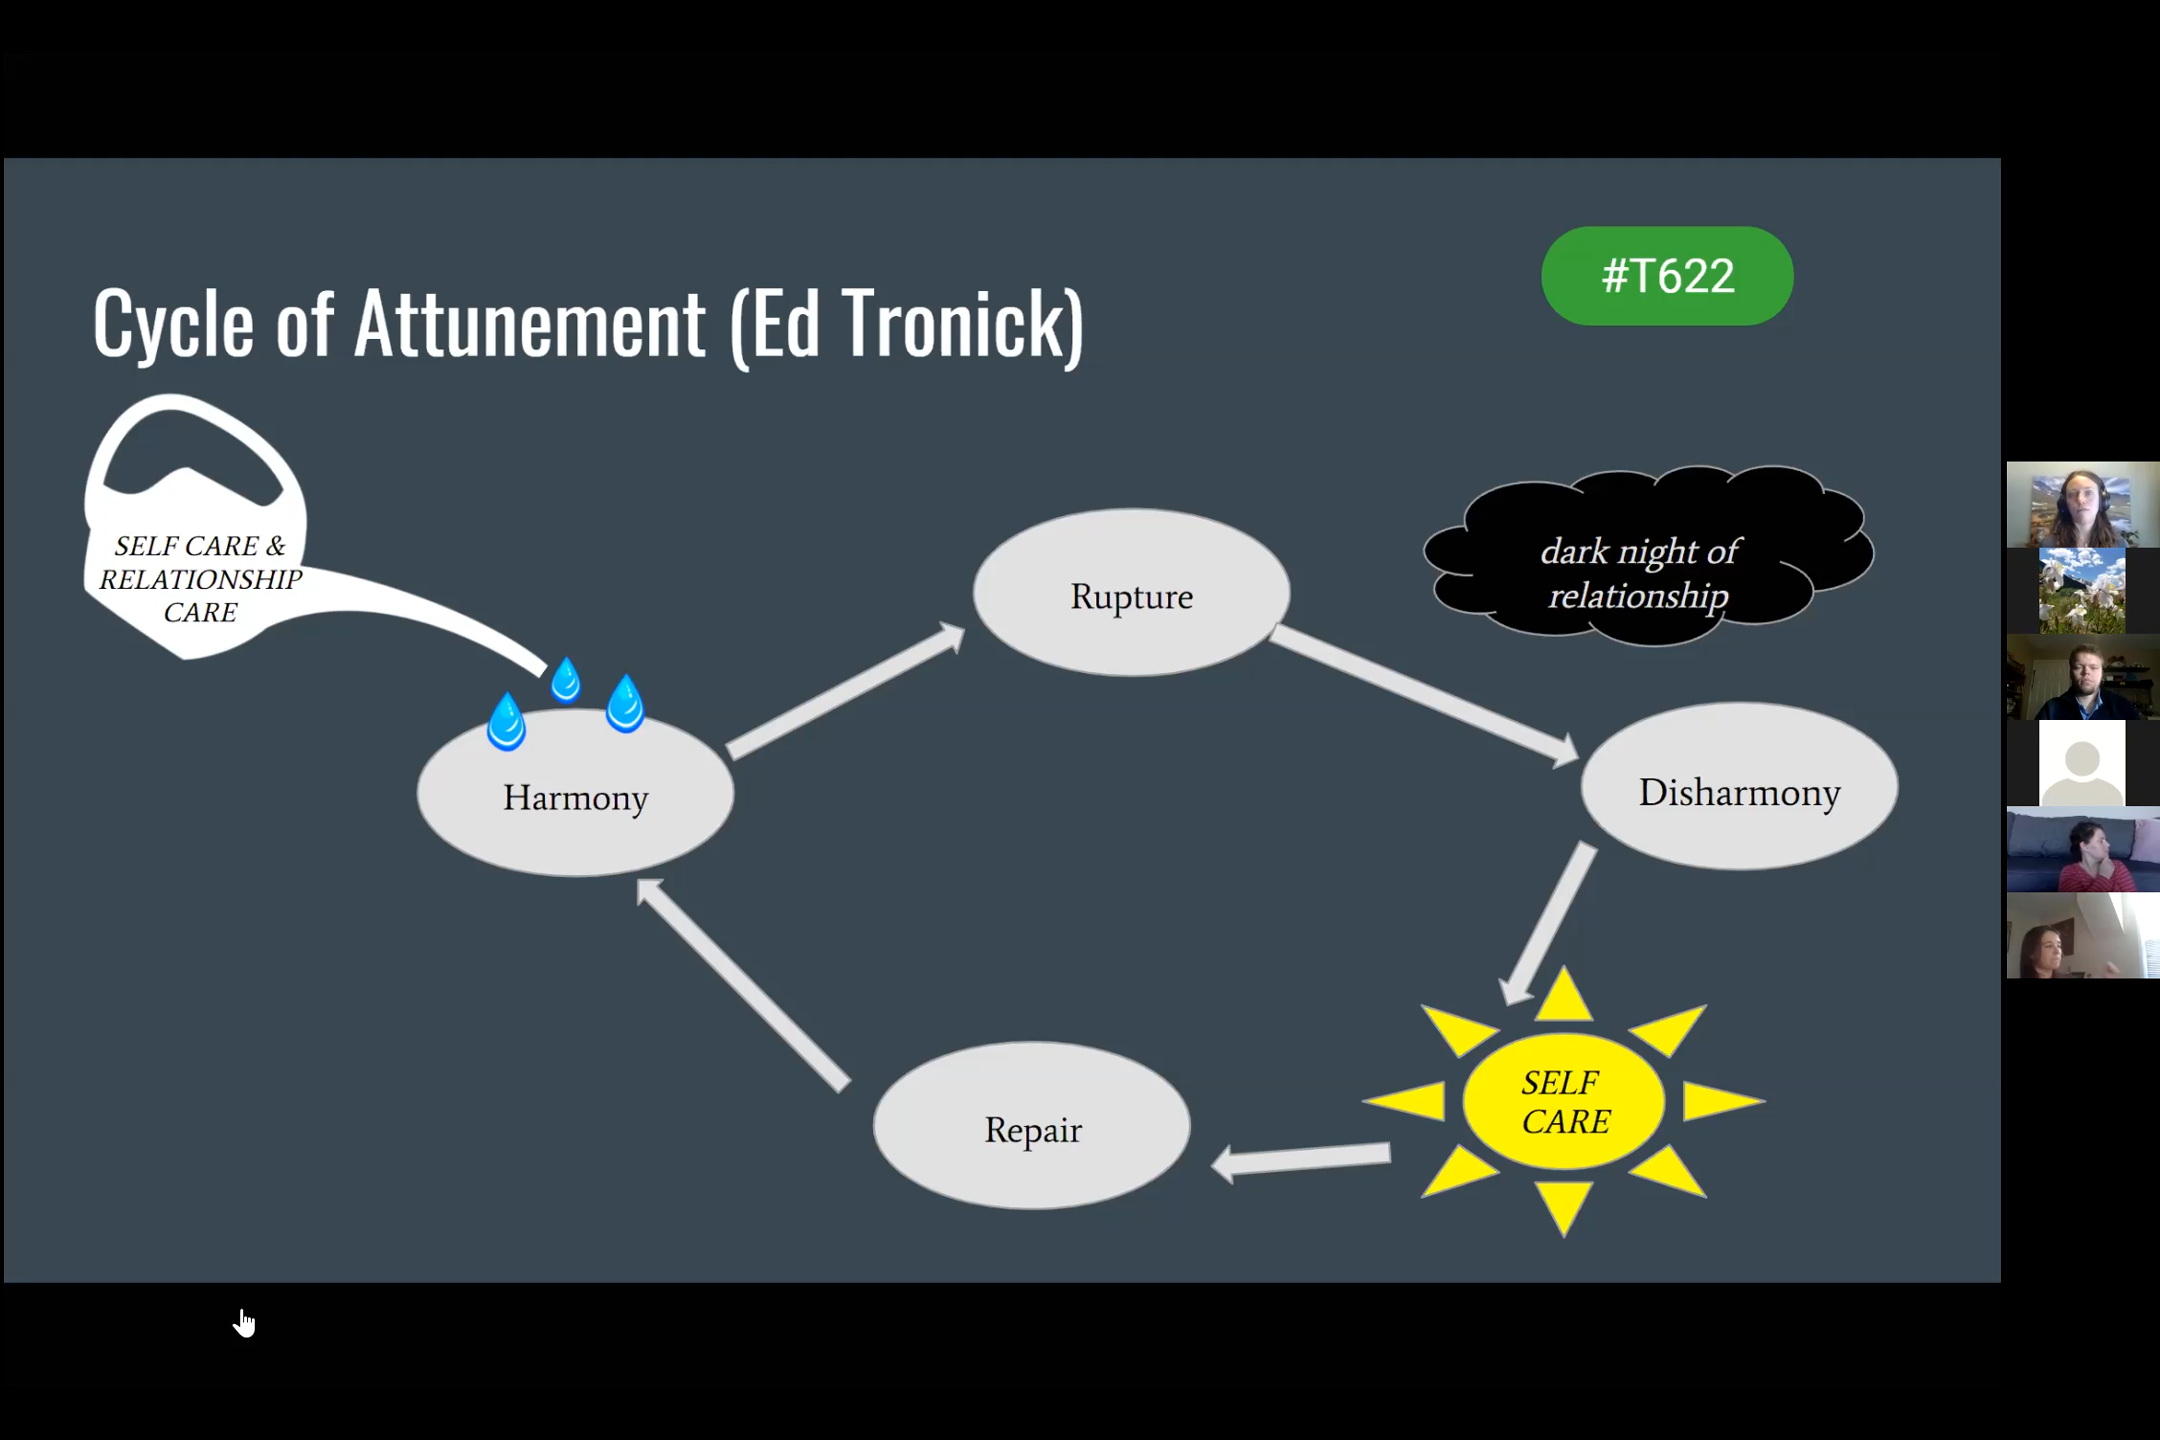 #T622
Cycle of Attunement (Ed Tronick)
SELF CARE &
RELATIONSHIP
CARE
Rupture
dark night of
relationship
Harmony
Disharmony
SELF
CARE
Repair